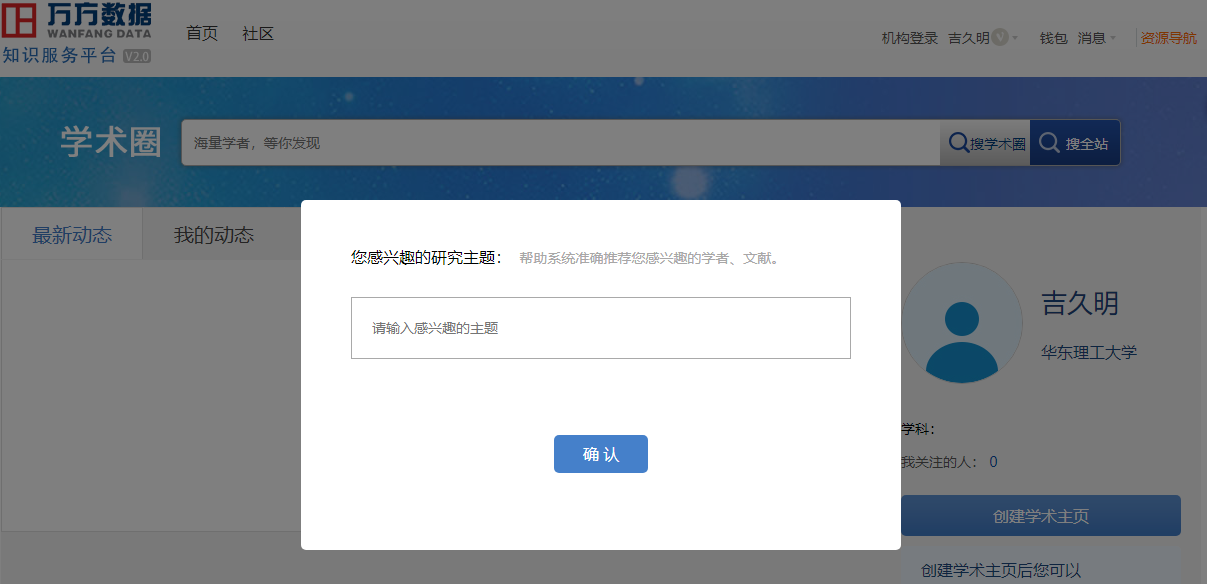 万方数据
WANFANG DATA
知识服务平台 V2.0
首页 社区
机构登录 吉久明 V 钱包 消息 资源导航
学术圈
海量学者，等你发现
搜学术圈 搜全站
最新动态 我的动态
您感兴趣的研究主题： 帮助系统准确推荐您感兴趣的学者、文献。
请输入感兴趣的主题
确 认
吉久明
华东理工大学
学科：
我关注的人： 0
创建学术主页
创建学术主页后您可以